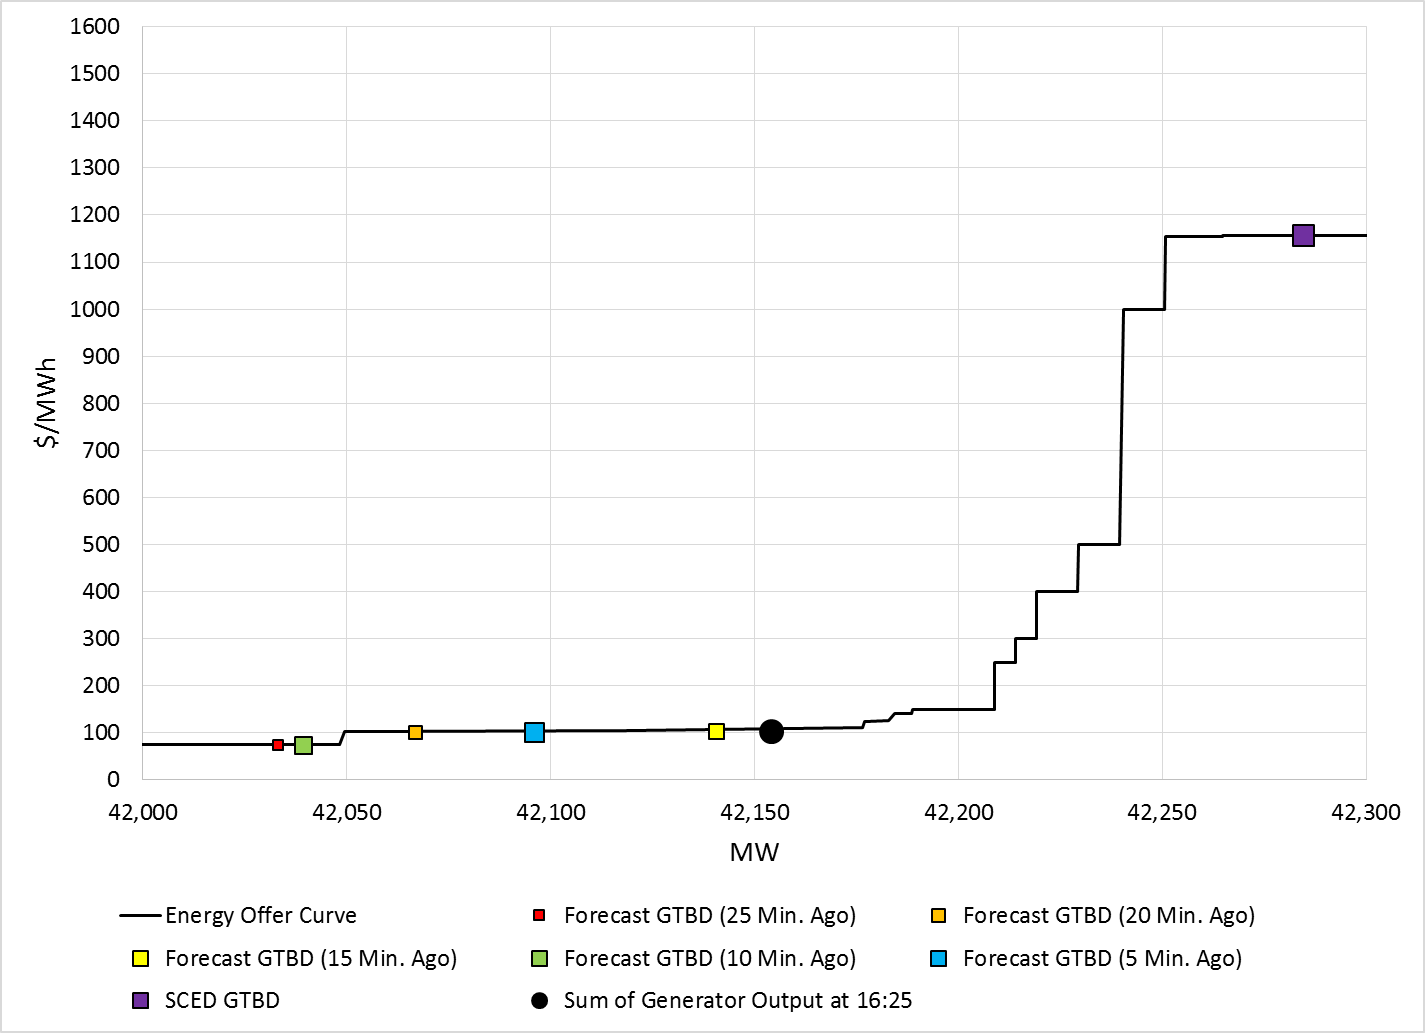 1600
1500
1400
1300
1200
1100
1000
900
800
700
600
500
400
300
200
100
0
$/MWh
42,000 42,050 42,100 42,150 42,200 42,250 42,300
MW
Energy Offer Curve Forecast GTBD (25 Min. Ago) Forecast GTBD (20 Min. Ago)
Forecast GTBD (15 Min. Ago) Forecast GTBD (10 Min. Ago) Forecast GTBD (5 Min. Ago)
SCED GTBD Sum of Generator Output at 16:25